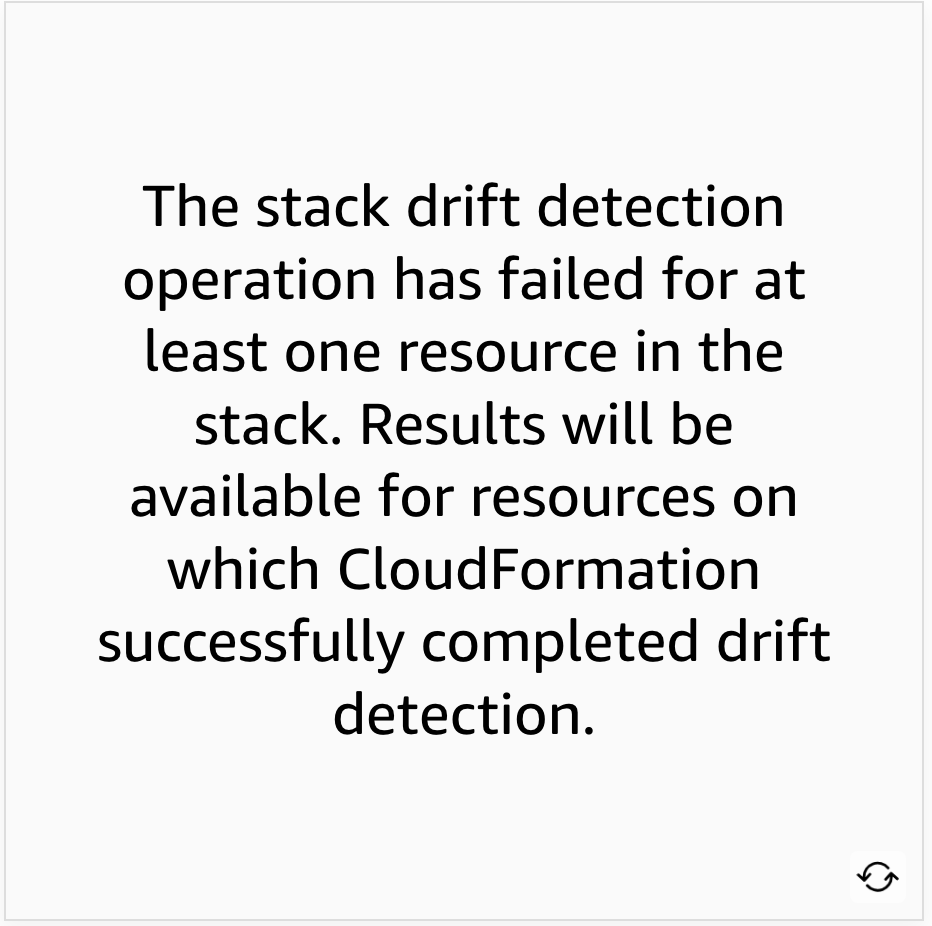 The stack drift detection
operation has failed for at
least one resource in the
stack. Results will be
available for resources on
which CloudFormation
successfully completed drift
detection.